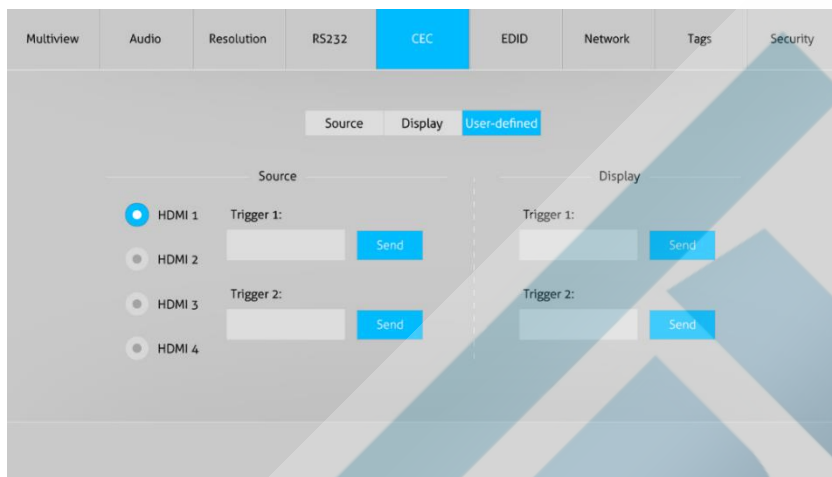 Multiview Audio Resolution RS232 CEC EDID Network Tags Security
Source Display User-defined
Source Display
HDMI 1 Trigger 1: Trigger 1:
Send Send
HDMI 2
HDMI 3 Trigger 2: Trigger 2:
Send Send
HDMI 4